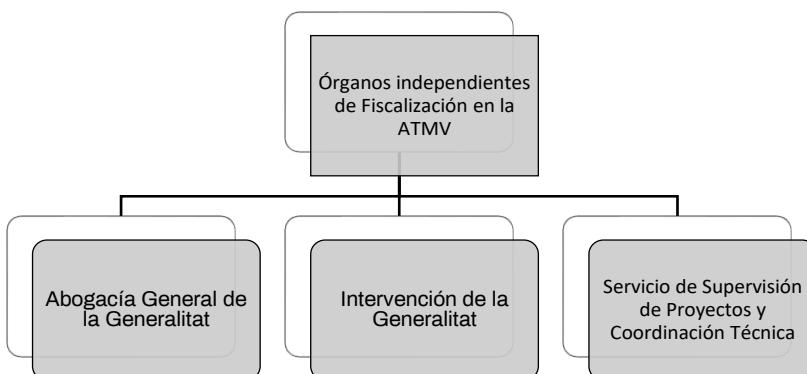 Órganos independientes
de Fiscalización en la
ATMV
Abogacía General de
la Generalitat
Intervención de la
Generalitat
Servicio de Supervisión
de Proyectos y
Coordinación Técnica